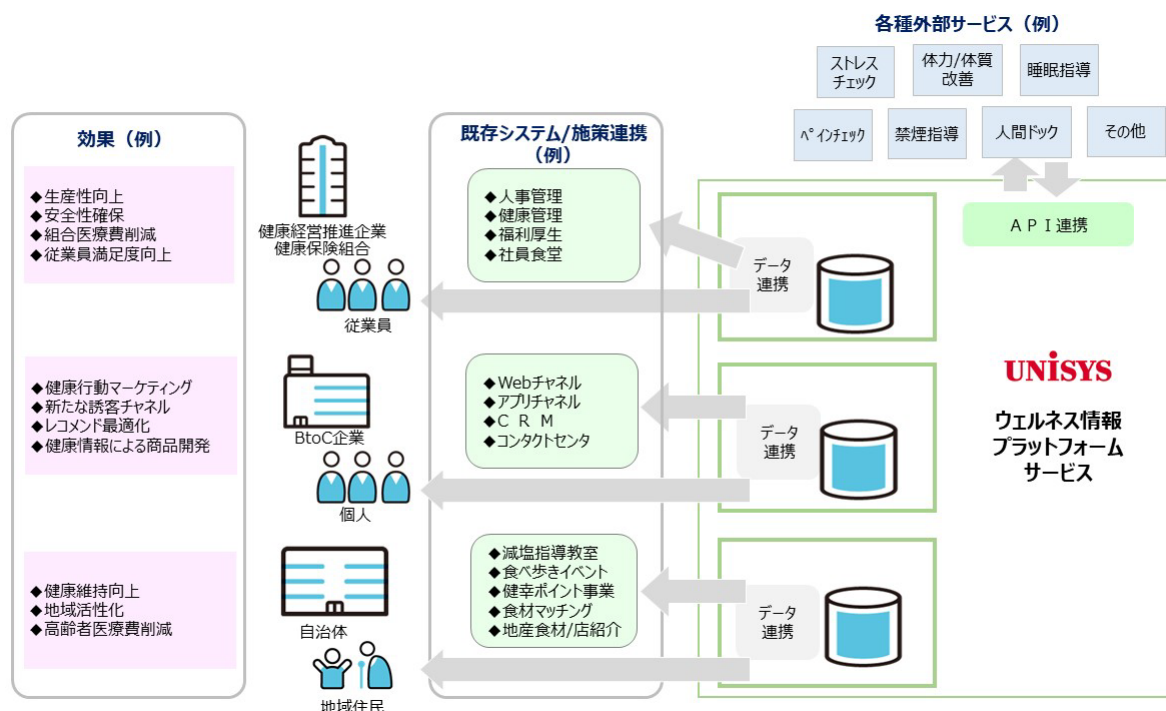 各種外部サービス（例）
ストレス
チェック
体力/体質
改善
睡眠指導
ペインチェック
禁煙指導
人間ドック
その他
効果（例）
◆生産性向上
◆安全性確保
◆組合医療費削減
◆従業員満足度向上
健康経営推進企業
健康保険組合
従業員
既存システム/施策連携
（例）
◆人事管理
◆健康管理
◆福利厚生
◆社員食堂
データ
連携
ＡＰＩ連携
◆健康行動マーケティング
◆新たな誘客チャネル
◆レコメンド最適化
◆健康情報による商品開発
BtoC企業
個人
◆Webチャネル
◆アプリチャネル
◆ＣＲＭ
◆コンタクトセンタ
データ
連携
UNISYS
ウェルネス情報
プラットフォーム
サービス
◆健康維持向上
◆地域活性化
◆高齢者医療費削減
自治体
地域住民
◆減塩指導教室
◆食べ歩きイベント
◆健幸ポイント事業
◆食材マッチング
◆地産食材/店紹介
データ
連携